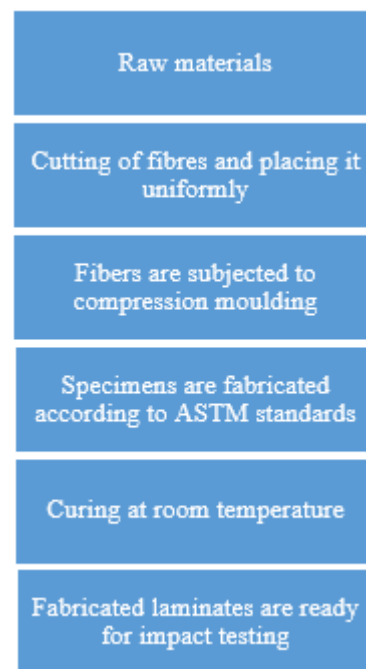 Raw materials
Cutting of fibres and placing it
uniformly
Fibers are subjected to
compression moulding
Specimens are fabricated
according to ASTM standards
Curing at room temperature
Fabricated laminates are ready
for impact testing